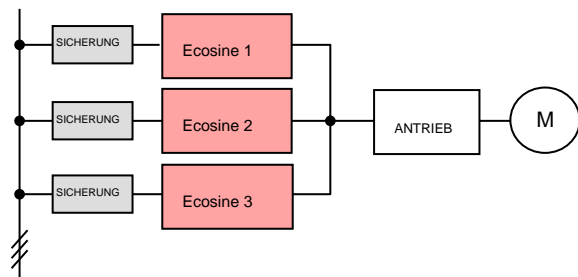 SICHERUNG
Ecosine 1
SICHERUNG
Ecosine 2
ANTRIEB
M
SICHERUNG
Ecosine 3